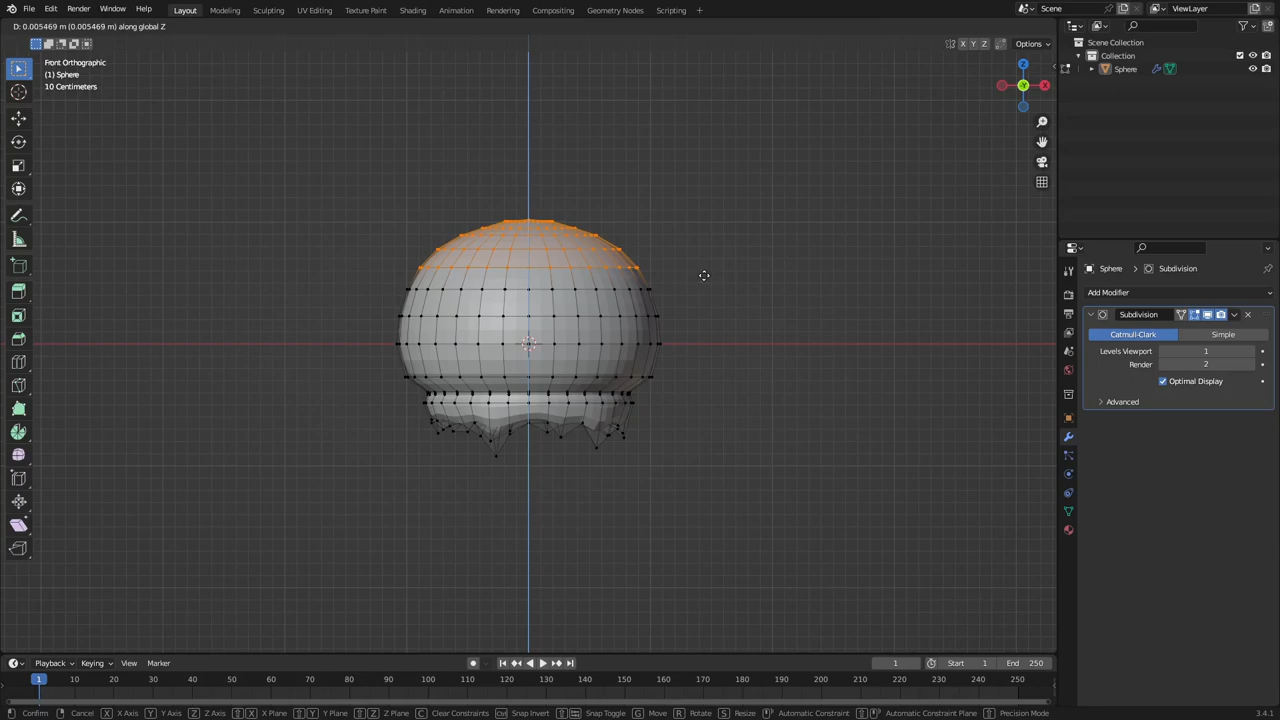 File Edit Render Window Help Layout Modeling Sculpting UV Editing Texture Paint Shading Animation Rendering Compositing Geometry Nodes Scripting + Scene ViewLayer
D: 0.005469 m (0.005469 m) along global Z
X Y Z Options
Front Orthographic
(1) Sphere
10 Centimeters
Z
X
Y
Scene Collection
Collection
Sphere
Sphere > Subdivision
Add Modifier
Subdivision
Catmull-Clark Simple
Levels Viewport 1
Render 2
Optimal Display
Advanced
Playback Keying View Marker 1 Start 1 End 250
1 10 20 30 40 50 60 70 80 90 100 110 120 130 140 150 160 170 180 190 200 210 220 230 240 250
Confirm Cancel X X Axis Y Y Axis Z Z Axis X X Plane Y Y Plane Z Z Plane C Clear Constraints Snap Invert Snap Toggle G Move R Rotate S Resize Automatic Constraint Automatic Constraint Plane Precision Mode 3.4.1